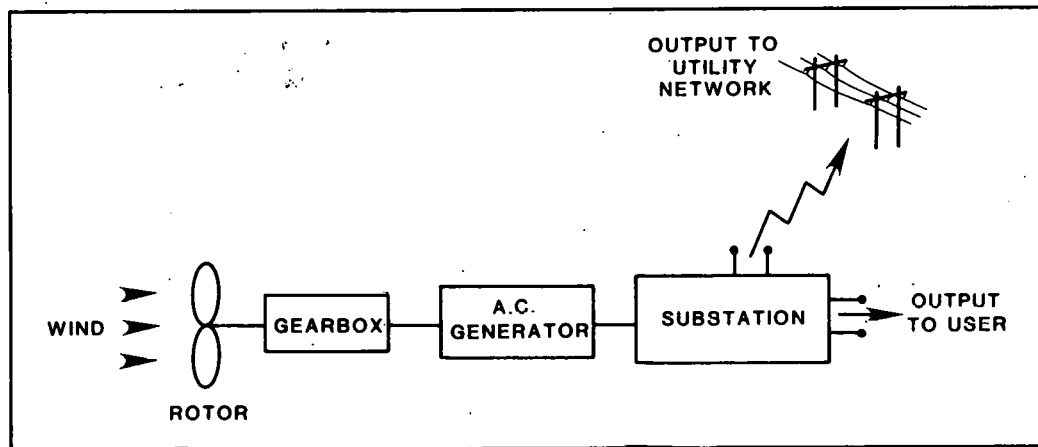 OUTPUT TO
UTILITY
NETWORK
WIND
ROTOR
GEARBOX
A.C.
GENERATOR
SUBSTATION
OUTPUT
TO USER